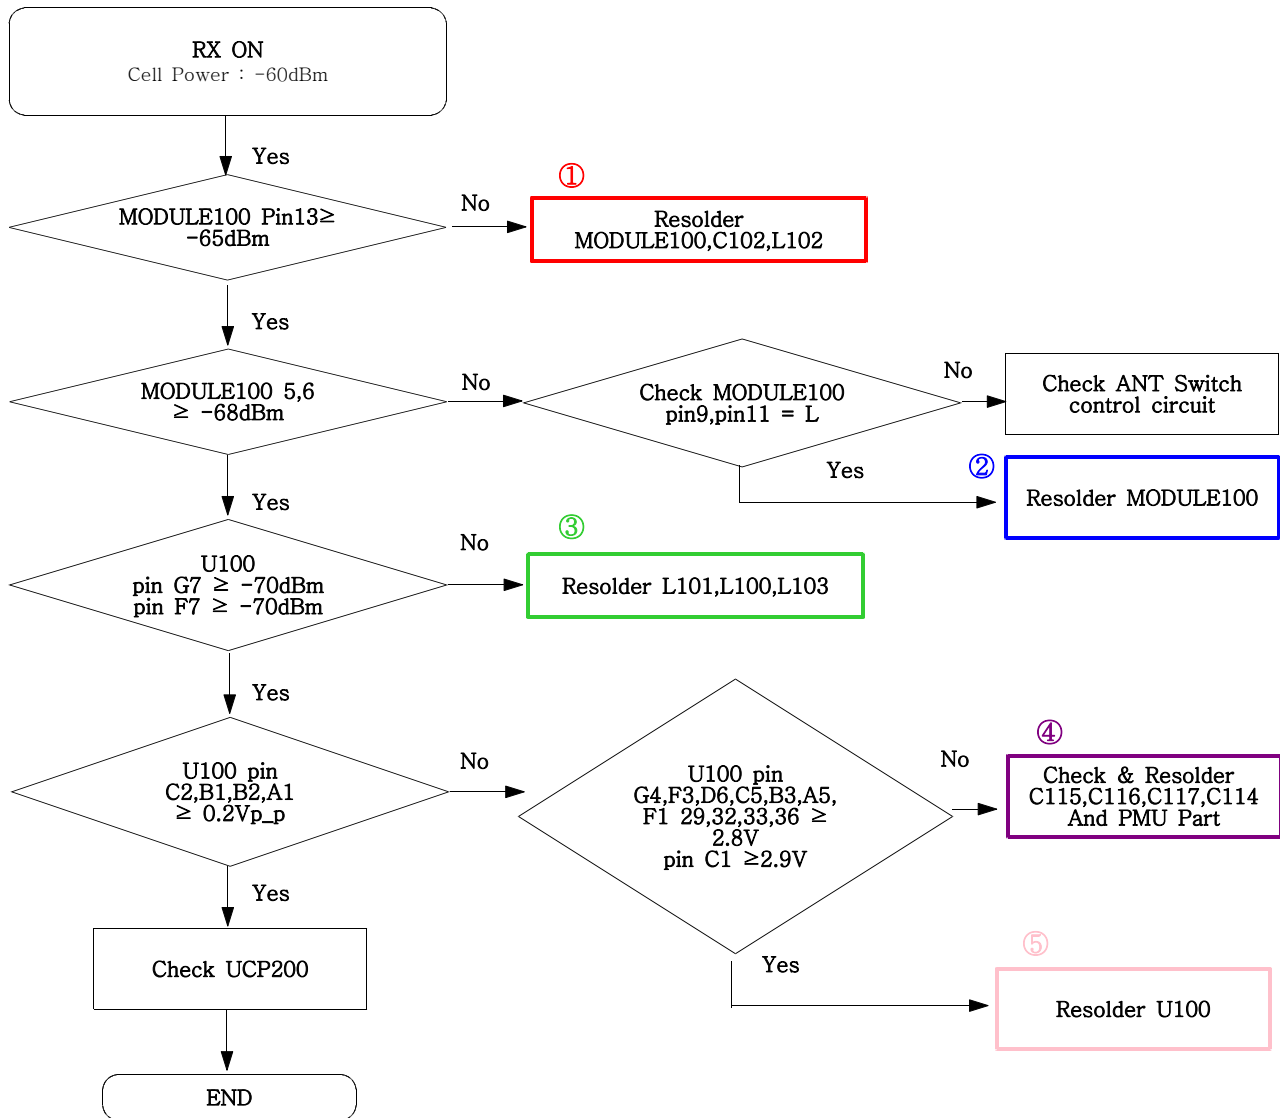 RX ON
Cell Power : -60dBm
Yes
①
MODULE100 Pin13≥
-65dBm
No
Resolder
MODULE100,C102,L102
Yes
MODULE100 5,6
≥ -68dBm
No
Check MODULE100
pin9,pin11 = L
No
Check ANT Switch
control circuit
Yes
②
Resolder MODULE100
Yes
U100
pin G7 ≥ -70dBm
pin F7 ≥ -70dBm
No
③
Resolder L101,L100,L103
Yes
U100 pin
C2,B1,B2,A1
≥ 0.2Vp_p
No
U100 pin
G4,F3,D6,C5,B3,A5,
F1 29,32,33,36 ≥
2.8V
pin C1 ≥2.9V
No
④
Check & Resolder
C115,C116,C117,C114
And PMU Part
Yes
Check UCP200
Yes
⑤
Resolder U100
END